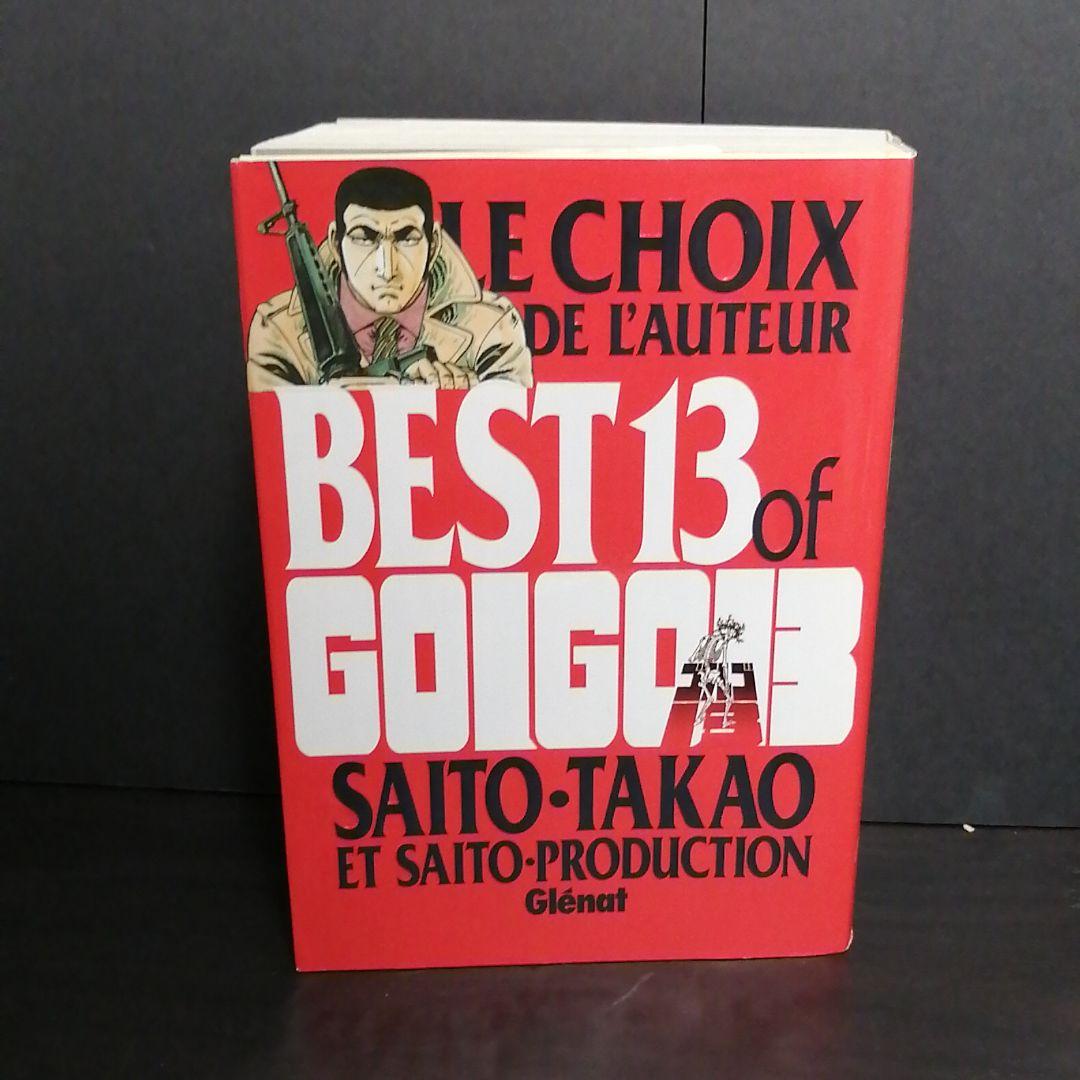 LE CHOIX
DE L'AUTEUR
BEST 13 of
GOLGO 13
SAITO·TAKAO
ET SAITO·PRODUCTION
Glénat